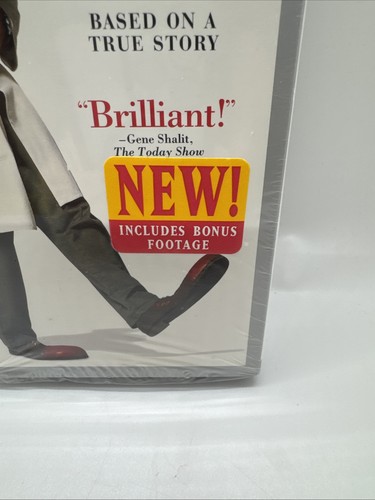 BASED ON A
TRUE STORY
“Brilliant!”
–Gene Shalit,
The Today Show
NEW!
INCLUDES BONUS
FOOTAGE